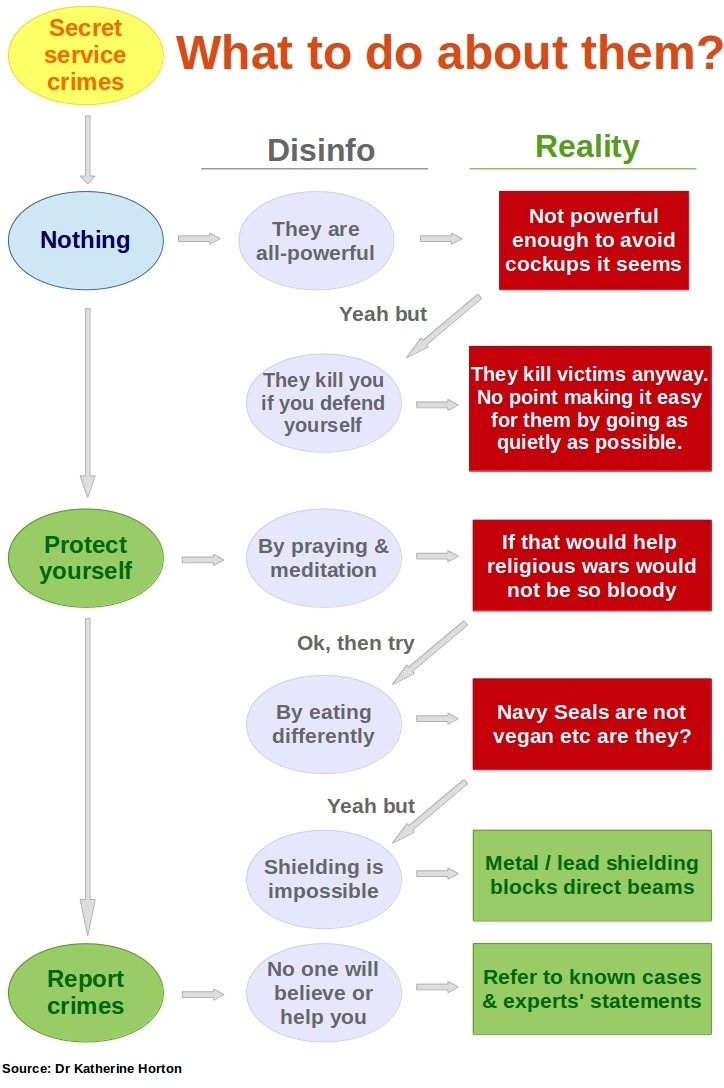 Secret
service
crimes
What to do about them?
Disinfo
Reality
Nothing
They are
all-powerful
Not powerful
enough to avoid
cockups it seems
Yeah but
They kill you
if you defend
yourself
They kill victims anyway.
No point making it easy
for them by going as
quietly as possible.
Protect
yourself
By praying &
meditation
If that would help
religious wars would
not be so bloody
Ok, then try
By eating
differently
Navy Seals are not
vegan etc are they?
Yeah but
Shielding is
impossible
Metal / lead shielding
blocks direct beams
Report
crimes
No one will
believe or
help you
Refer to known cases
& experts' statements
Source: Dr Katherine Horton